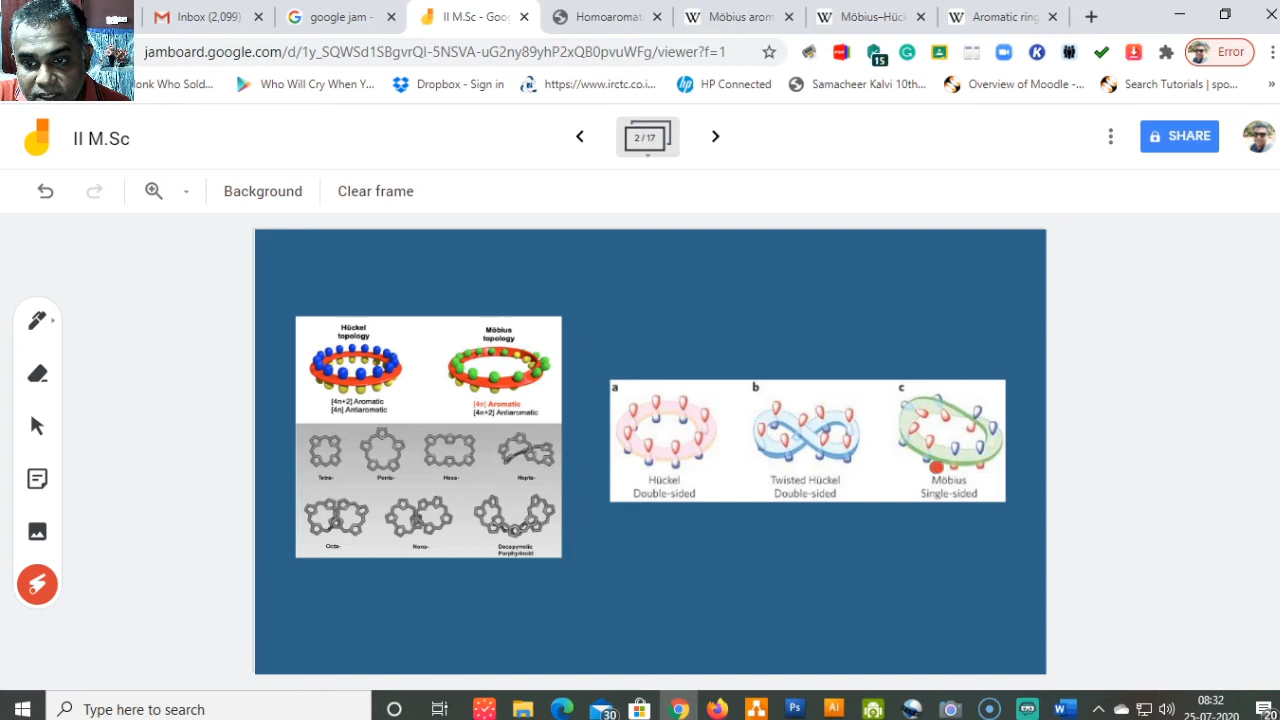 Inbox (2,099)
google jam -
II M.Sc - Goo
Homoaromat
Möbius arom
Möbius–Hück
Aromatic ring
jamboard.google.com/d/1y_SQWSd1SBgvrQI-5NSVA-uG2ny89yhP2xQB0pvuWFg/viewer?f=1
15
Error
onk Who Sold...
Who Will Cry When Y...
Dropbox - Sign in
https://www.irctc.co.i...
HP Connected
Samacheer Kalvi 10th...
Overview of Moodle -...
Search Tutorials | spo...
»
II M.Sc
2 / 17
SHARE
Background
Clear frame
Hückel
topology
[4n+2] Aromatic
[4n] Antiaromatic
Möbius
topology
[4n] Aromatic
[4n+2] Antiaromatic
Tetra-
Penta-
Hexa-
Hepta-
Octa-
Nona-
Decapyrrolic
Porphyrinoid
a
Hückel
Double-sided
b
Twisted Hückel
Double-sided
c
Möbius
Single-sided
Type here to search
30
08:32
25-07-2020